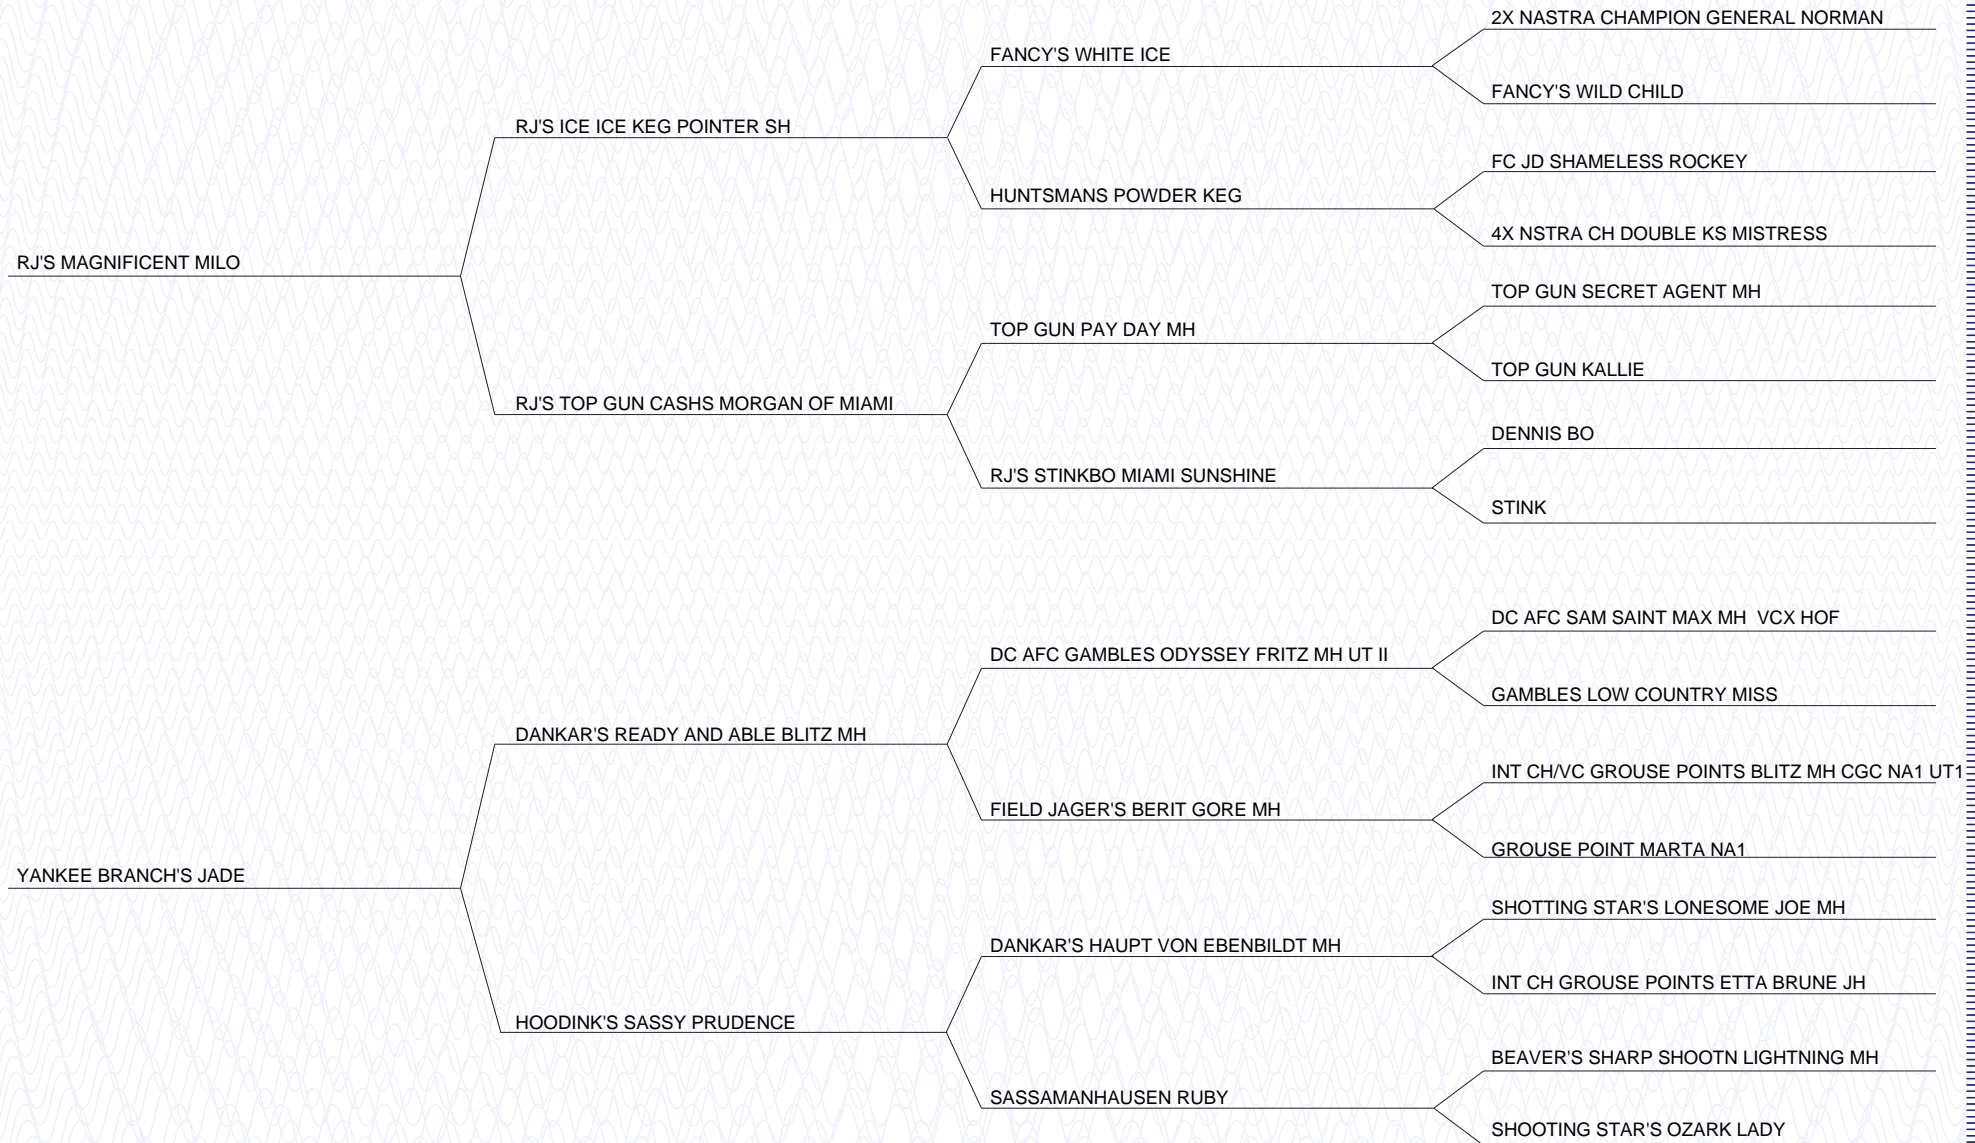 2X NASTRA CHAMPION GENERAL NORMAN
FANCY'S WHITE ICE
FANCY'S WILD CHILD
RJ'S ICE ICE KEG POINTER SH
FC JD SHAMELESS ROCKEY
HUNTSMANS POWDER KEG
4X NSTRA CH DOUBLE KS MISTRESS
RJ'S MAGNIFICENT MILO
TOP GUN SECRET AGENT MH
TOP GUN PAY DAY MH
TOP GUN KALLIE
RJ'S TOP GUN CASHS MORGAN OF MIAMI
DENNIS BO
RJ'S STINKBO MIAMI SUNSHINE
STINK
DC AFC SAM SAINT MAX MH  VCX HOF
DC AFC GAMBLES ODYSSEY FRITZ MH UT II
GAMBLES LOW COUNTRY MISS
DANKAR'S READY AND ABLE BLITZ MH
INT CH/VC GROUSE POINTS BLITZ MH CGC NA1 UT1
FIELD JAGER'S BERIT GORE MH
GROUSE POINT MARTA NA1
YANKEE BRANCH'S JADE
SHOTTING STAR'S LONESOME JOE MH
DANKAR'S HAUPT VON EBENBILDT MH
INT CH GROUSE POINTS ETTA BRUNE JH
HOODINK'S SASSY PRUDENCE
BEAVER'S SHARP SHOOTN LIGHTNING MH
SASSAMANHAUSEN RUBY
SHOOTING STAR'S OZARK LADY